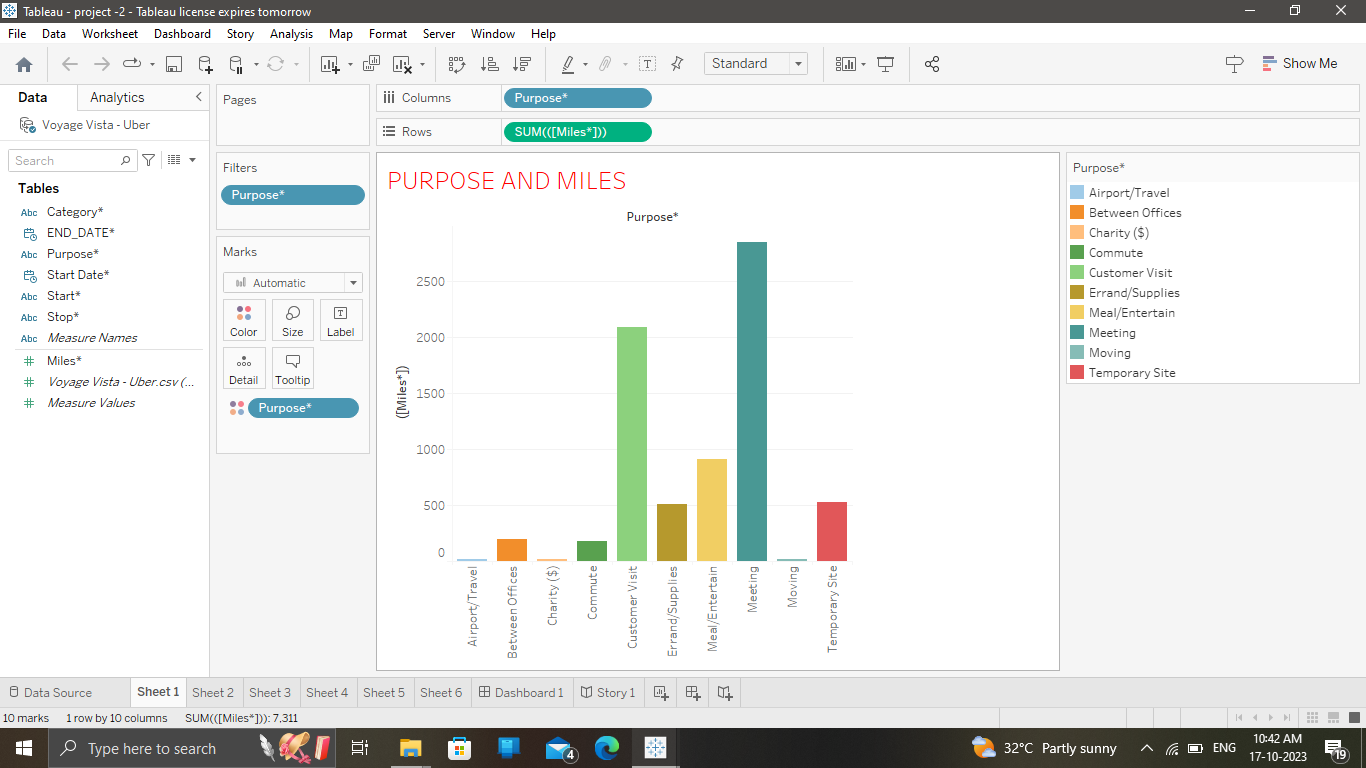 Tableau - project -2 - Tableau license expires tomorrow
File Data Worksheet Dashboard Story Analysis Map Format Server Window Help
Standard
Show Me
Data Analytics
Voyage Vista - Uber
Search
Tables
Abc Category*
END_DATE*
Abc Purpose*
Start Date*
Abc Start*
Abc Stop*
Abc Measure Names
Miles*
Voyage Vista - Uber.csv (...
Measure Values
Pages
Filters
Purpose*
Marks
Automatic
Color Size Label
Detail Tooltip
Purpose*
Columns Purpose*
Rows SUM(([Miles*]))
PURPOSE AND MILES
Purpose*
([Miles*])
2500
2000
1500
1000
500
0
Airport/Travel
Between Offices
Charity ($)
Commute
Customer Visit
Errand/Supplies
Meal/Entertain
Meeting
Moving
Temporary Site
Purpose*
Airport/Travel
Between Offices
Charity ($)
Commute
Customer Visit
Errand/Supplies
Meal/Entertain
Meeting
Moving
Temporary Site
Data Source Sheet 1 Sheet 2 Sheet 3 Sheet 4 Sheet 5 Sheet 6 Dashboard 1 Story 1
10 marks 1 row by 10 columns SUM(([Miles*])): 7,311
Type here to search
4
32°C Partly sunny
ENG
10:42 AM
17-10-2023
19